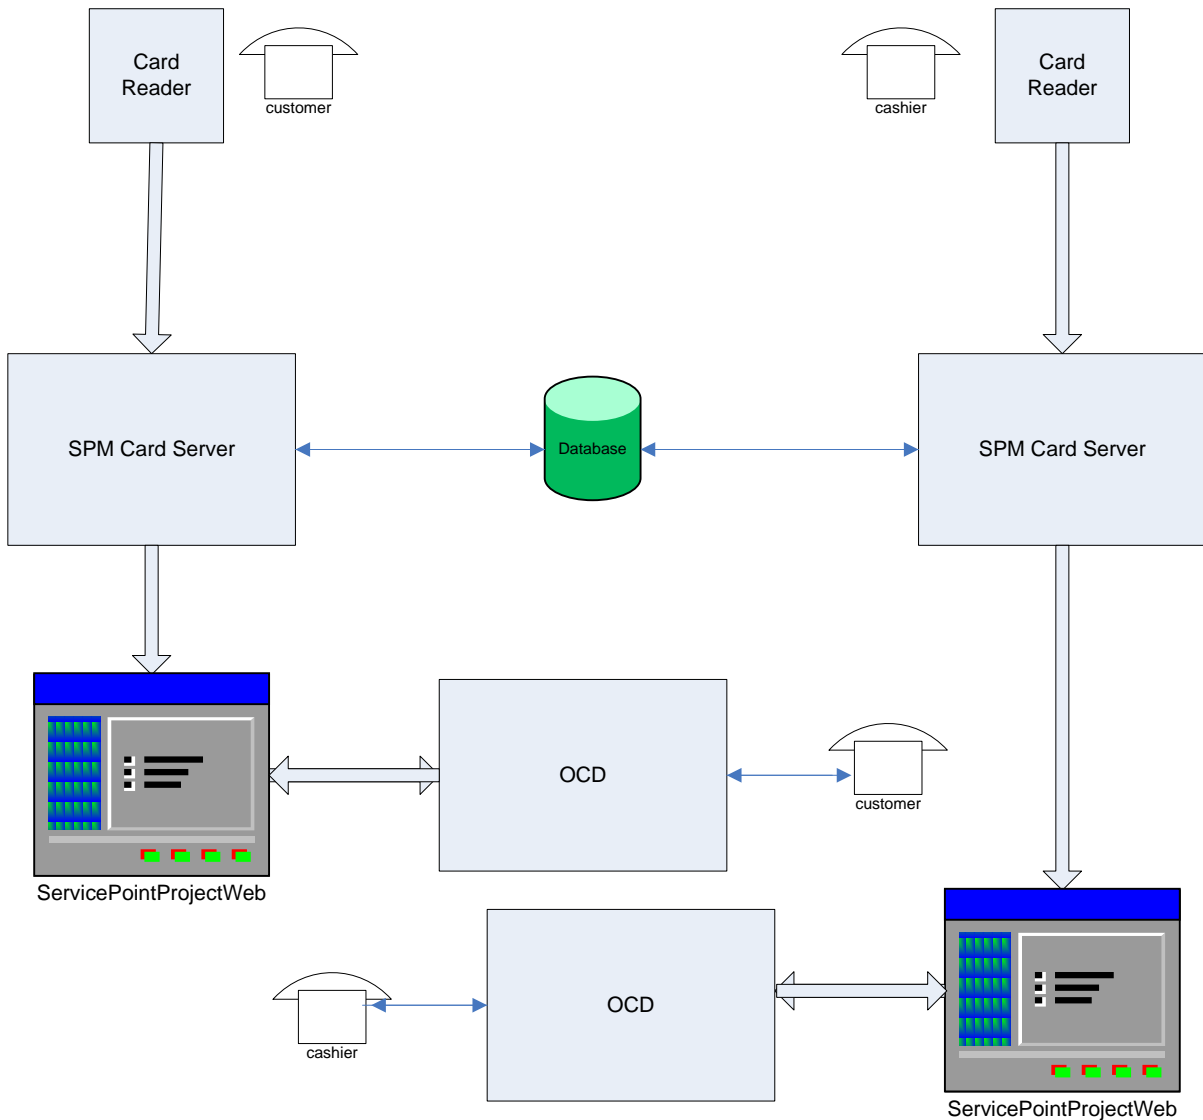 Card
Reader
customer
cashier
Card
Reader
SPM Card Server
Database
SPM Card Server
OCD
customer
ServicePointProjectWeb
OCD
cashier
ServicePointProjectWeb